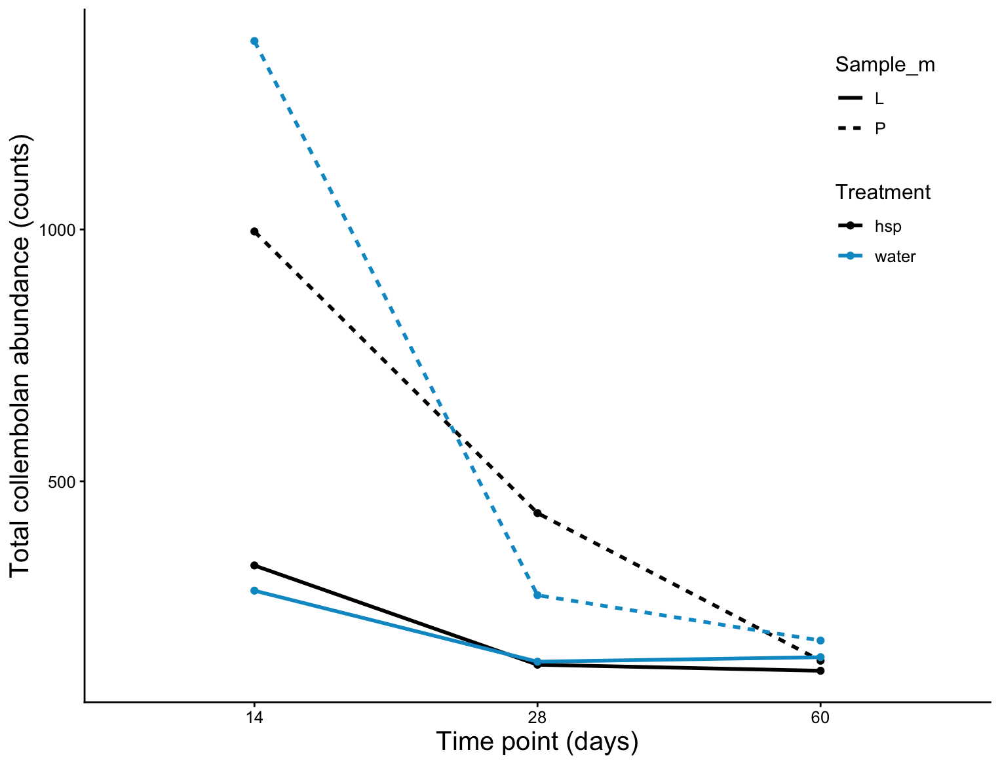 Total collembolan abundance (counts)
1000
500
14
28
60
Time point (days)
Sample_m
L
P
Treatment
hsp
water